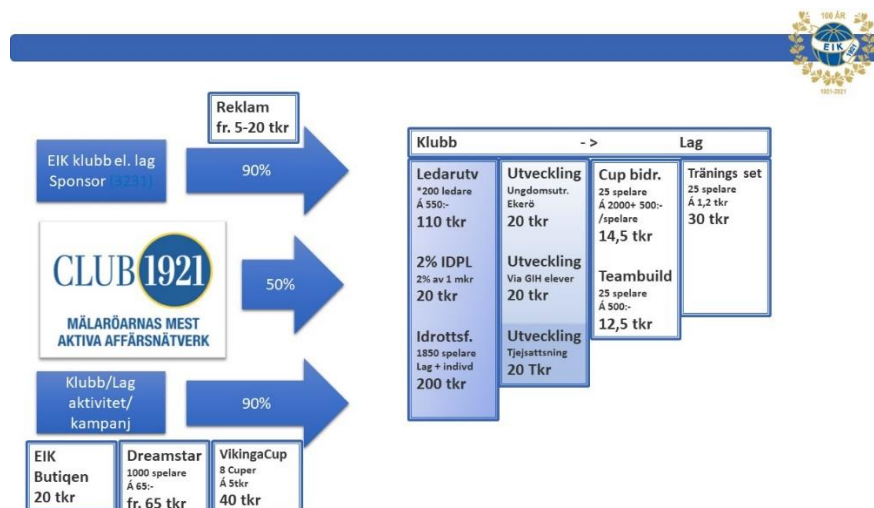 100 ÅR
EIK
1921
1921-2021
Reklam
fr. 5-20 tkr
EIK klubb el. lag
Sponsor (3231)
90%
CLUB 1921
MÄLARÖARNAS MEST
AKTIVA AFFÄRSNÄTVERK
50%
Klubb/Lag
aktivitet/
kampanj
90%
EIK
Butiqen
20 tkr
Dreamstar
1000 spelare
Á 65:-
fr. 65 tkr
VikingaCup
8 Cuper
Á 5tkr
40 tkr
Klubb -> Lag
Ledarutv
*200 ledare
Á 550:-
110 tkr
2% IDPL
2% av 1 mkr
20 tkr
Idrottsf.
1850 spelare
Lag + indivd
200 tkr
Utveckling
Ungdomsutr.
Ekerö
20 tkr
Utveckling
Via GIH elever
20 tkr
Utveckling
Tjejsattsning
20 Tkr
Cup bidr.
25 spelare
Á 2000+ 500:-
/spelare
14,5 tkr
Teambuild
25 spelare
Á 500:-
12,5 tkr
Tränings set
25 spelare
Á 1,2 tkr
30 tkr